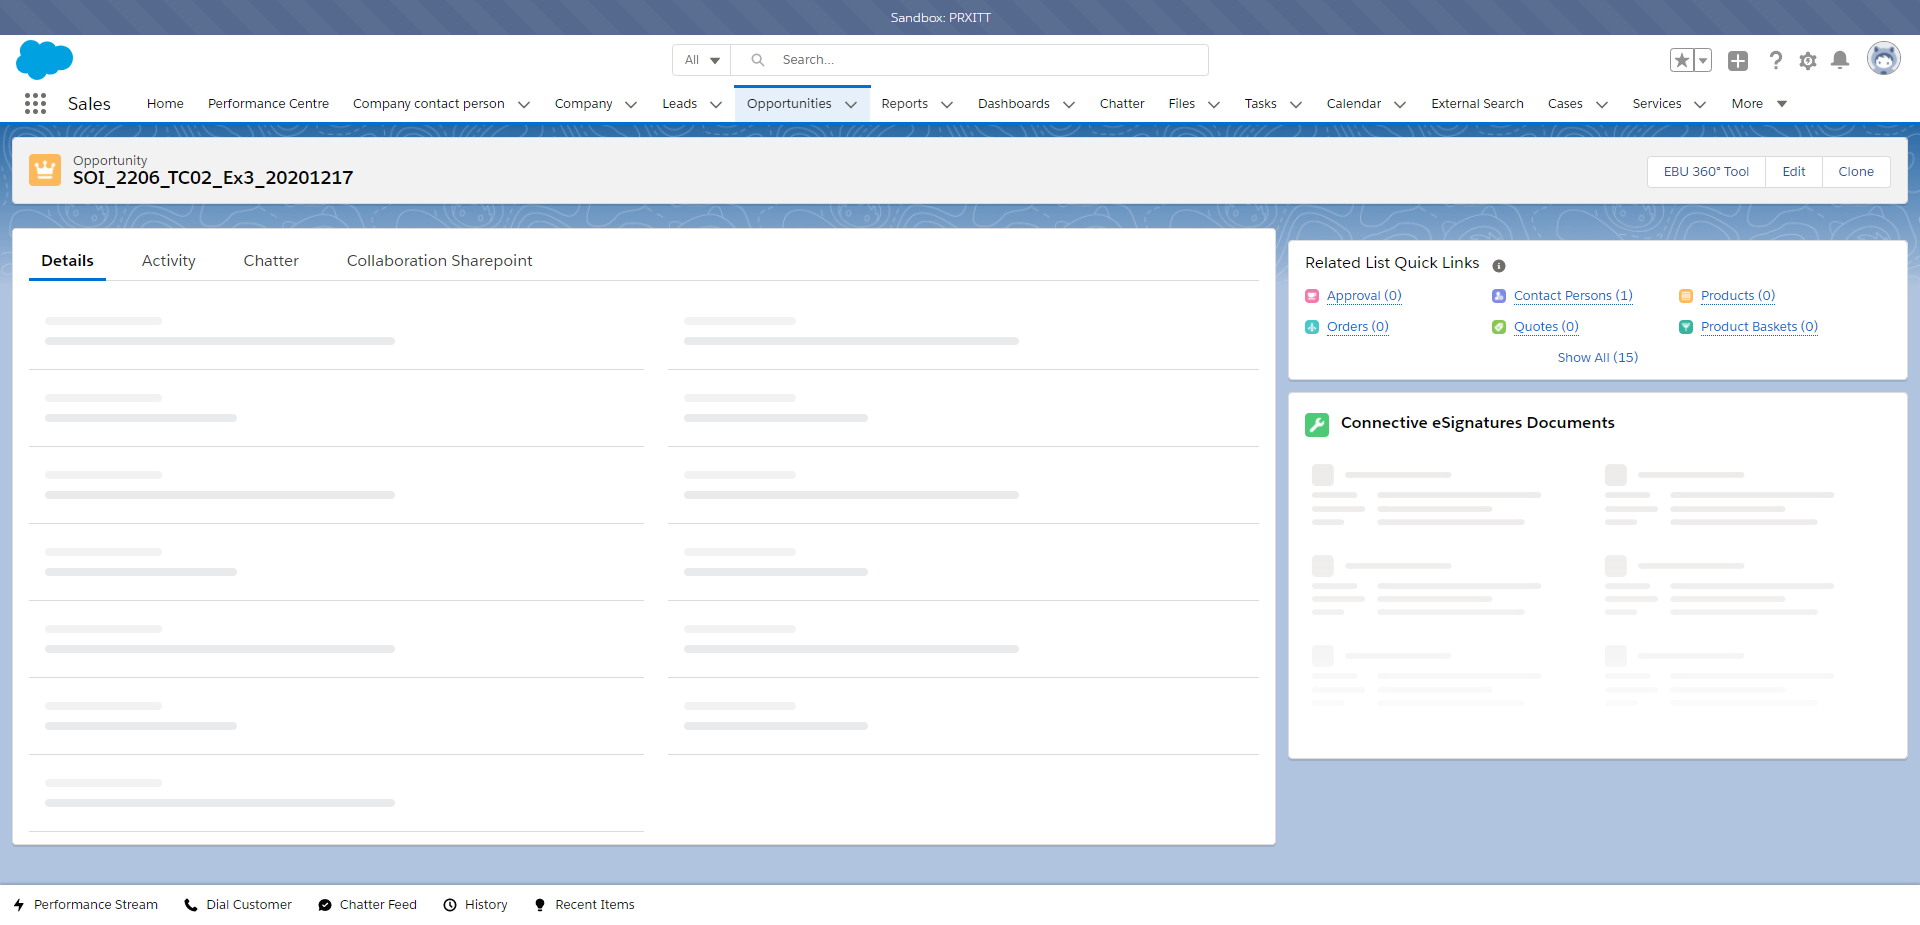 Sandbox: PRXITT
All
Search...
Sales
Home
Performance Centre
Company contact person
Company
Leads
Opportunities
Reports
Dashboards
Chatter
Files
Tasks
Calendar
External Search
Cases
Services
More
Opportunity
SOI_2206_TC02_Ex3_20201217
EBU 360° Tool
Edit
Clone
Details
Activity
Chatter
Collaboration Sharepoint
Related List Quick Links
Approval (0)
Contact Persons (1)
Products (0)
Orders (0)
Quotes (0)
Product Baskets (0)
Show All (15)
Connective eSignatures Documents
Performance Stream
Dial Customer
Chatter Feed
History
Recent Items